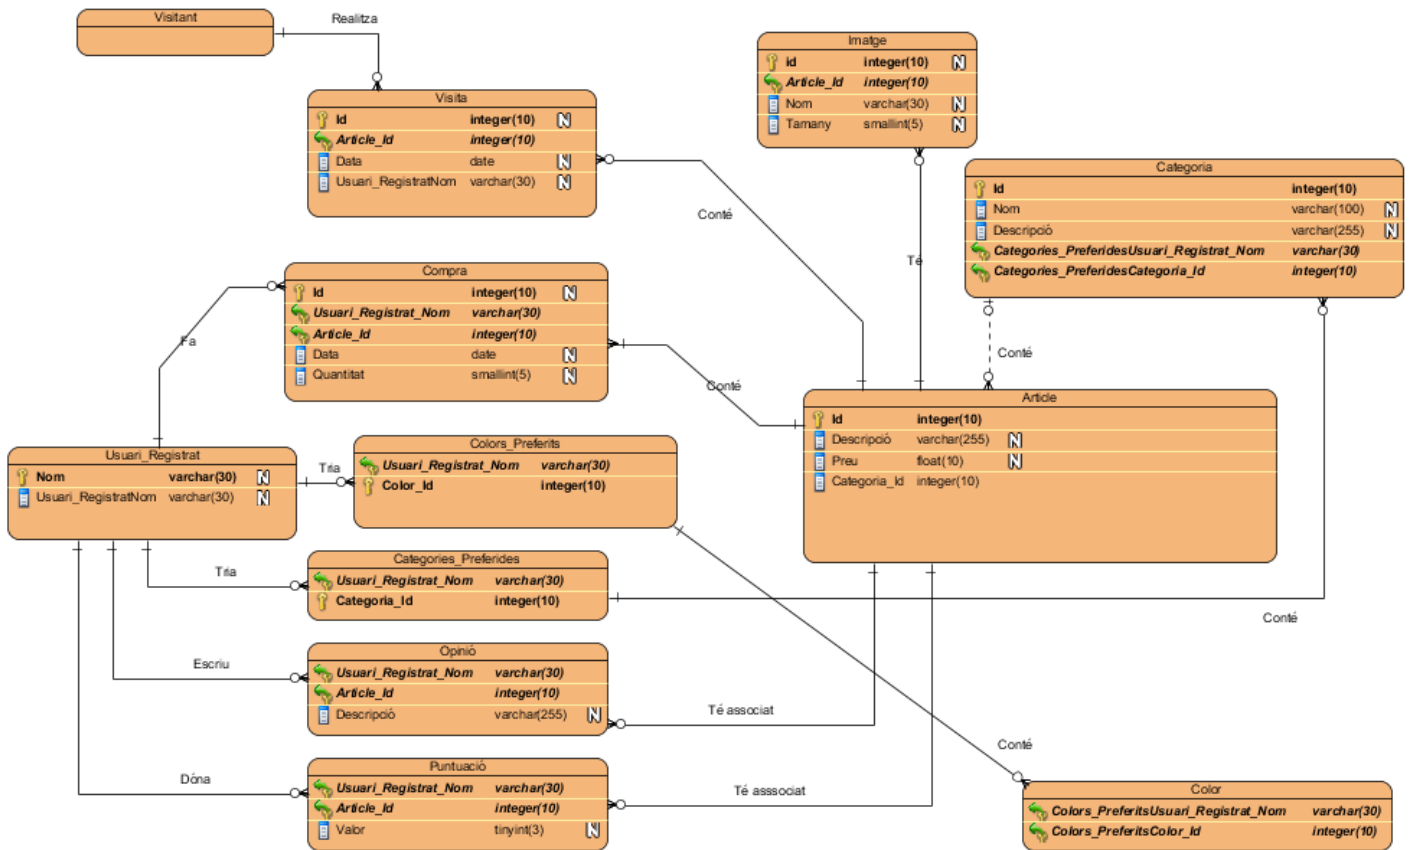 Visitant
Realitza
Visita
Id integer(10) N
Article_Id integer(10)
Data date N
Usuari_RegistratNom varchar(30) N
Imatge
id integer(10) N
Article_Id integer(10)
Nom varchar(30) N
Tamany smallint(5) N
Categoria
Id integer(10)
Nom varchar(100) N
Descripció varchar(255) N
Categories_PreferidesUsuari_Registrat_Nom varchar(30)
Categories_PreferidesCategoria_Id integer(10)
Conté
Té
Compra
Id integer(10) N
Usuari_Registrat_Nom varchar(30)
Article_Id integer(10)
Data date N
Quantitat smallint(5) N
Fa
Conté
Conté
Article
Id integer(10)
Descripció varchar(255) N
Preu float(10) N
Categoria_Id integer(10)
Usuari_Registrat
Nom varchar(30) N
Usuari_RegistratNom varchar(30) N
Tria
Colors_Preferits
Usuari_Registrat_Nom varchar(30)
Color_Id integer(10)
Tria
Categories_Preferides
Usuari_Registrat_Nom varchar(30)
Categoria_Id integer(10)
Conté
Escriu
Opinió
Usuari_Registrat_Nom varchar(30)
Article_Id integer(10)
Descripció varchar(255) N
Té associat
Dóna
Puntuació
Usuari_Registrat_Nom varchar(30)
Article_Id integer(10)
Valor tinyint(3) N
Té asssociat
Conté
Color
Colors_PreferitsUsuari_Registrat_Nom varchar(30)
Colors_PreferitsColor_Id integer(10)